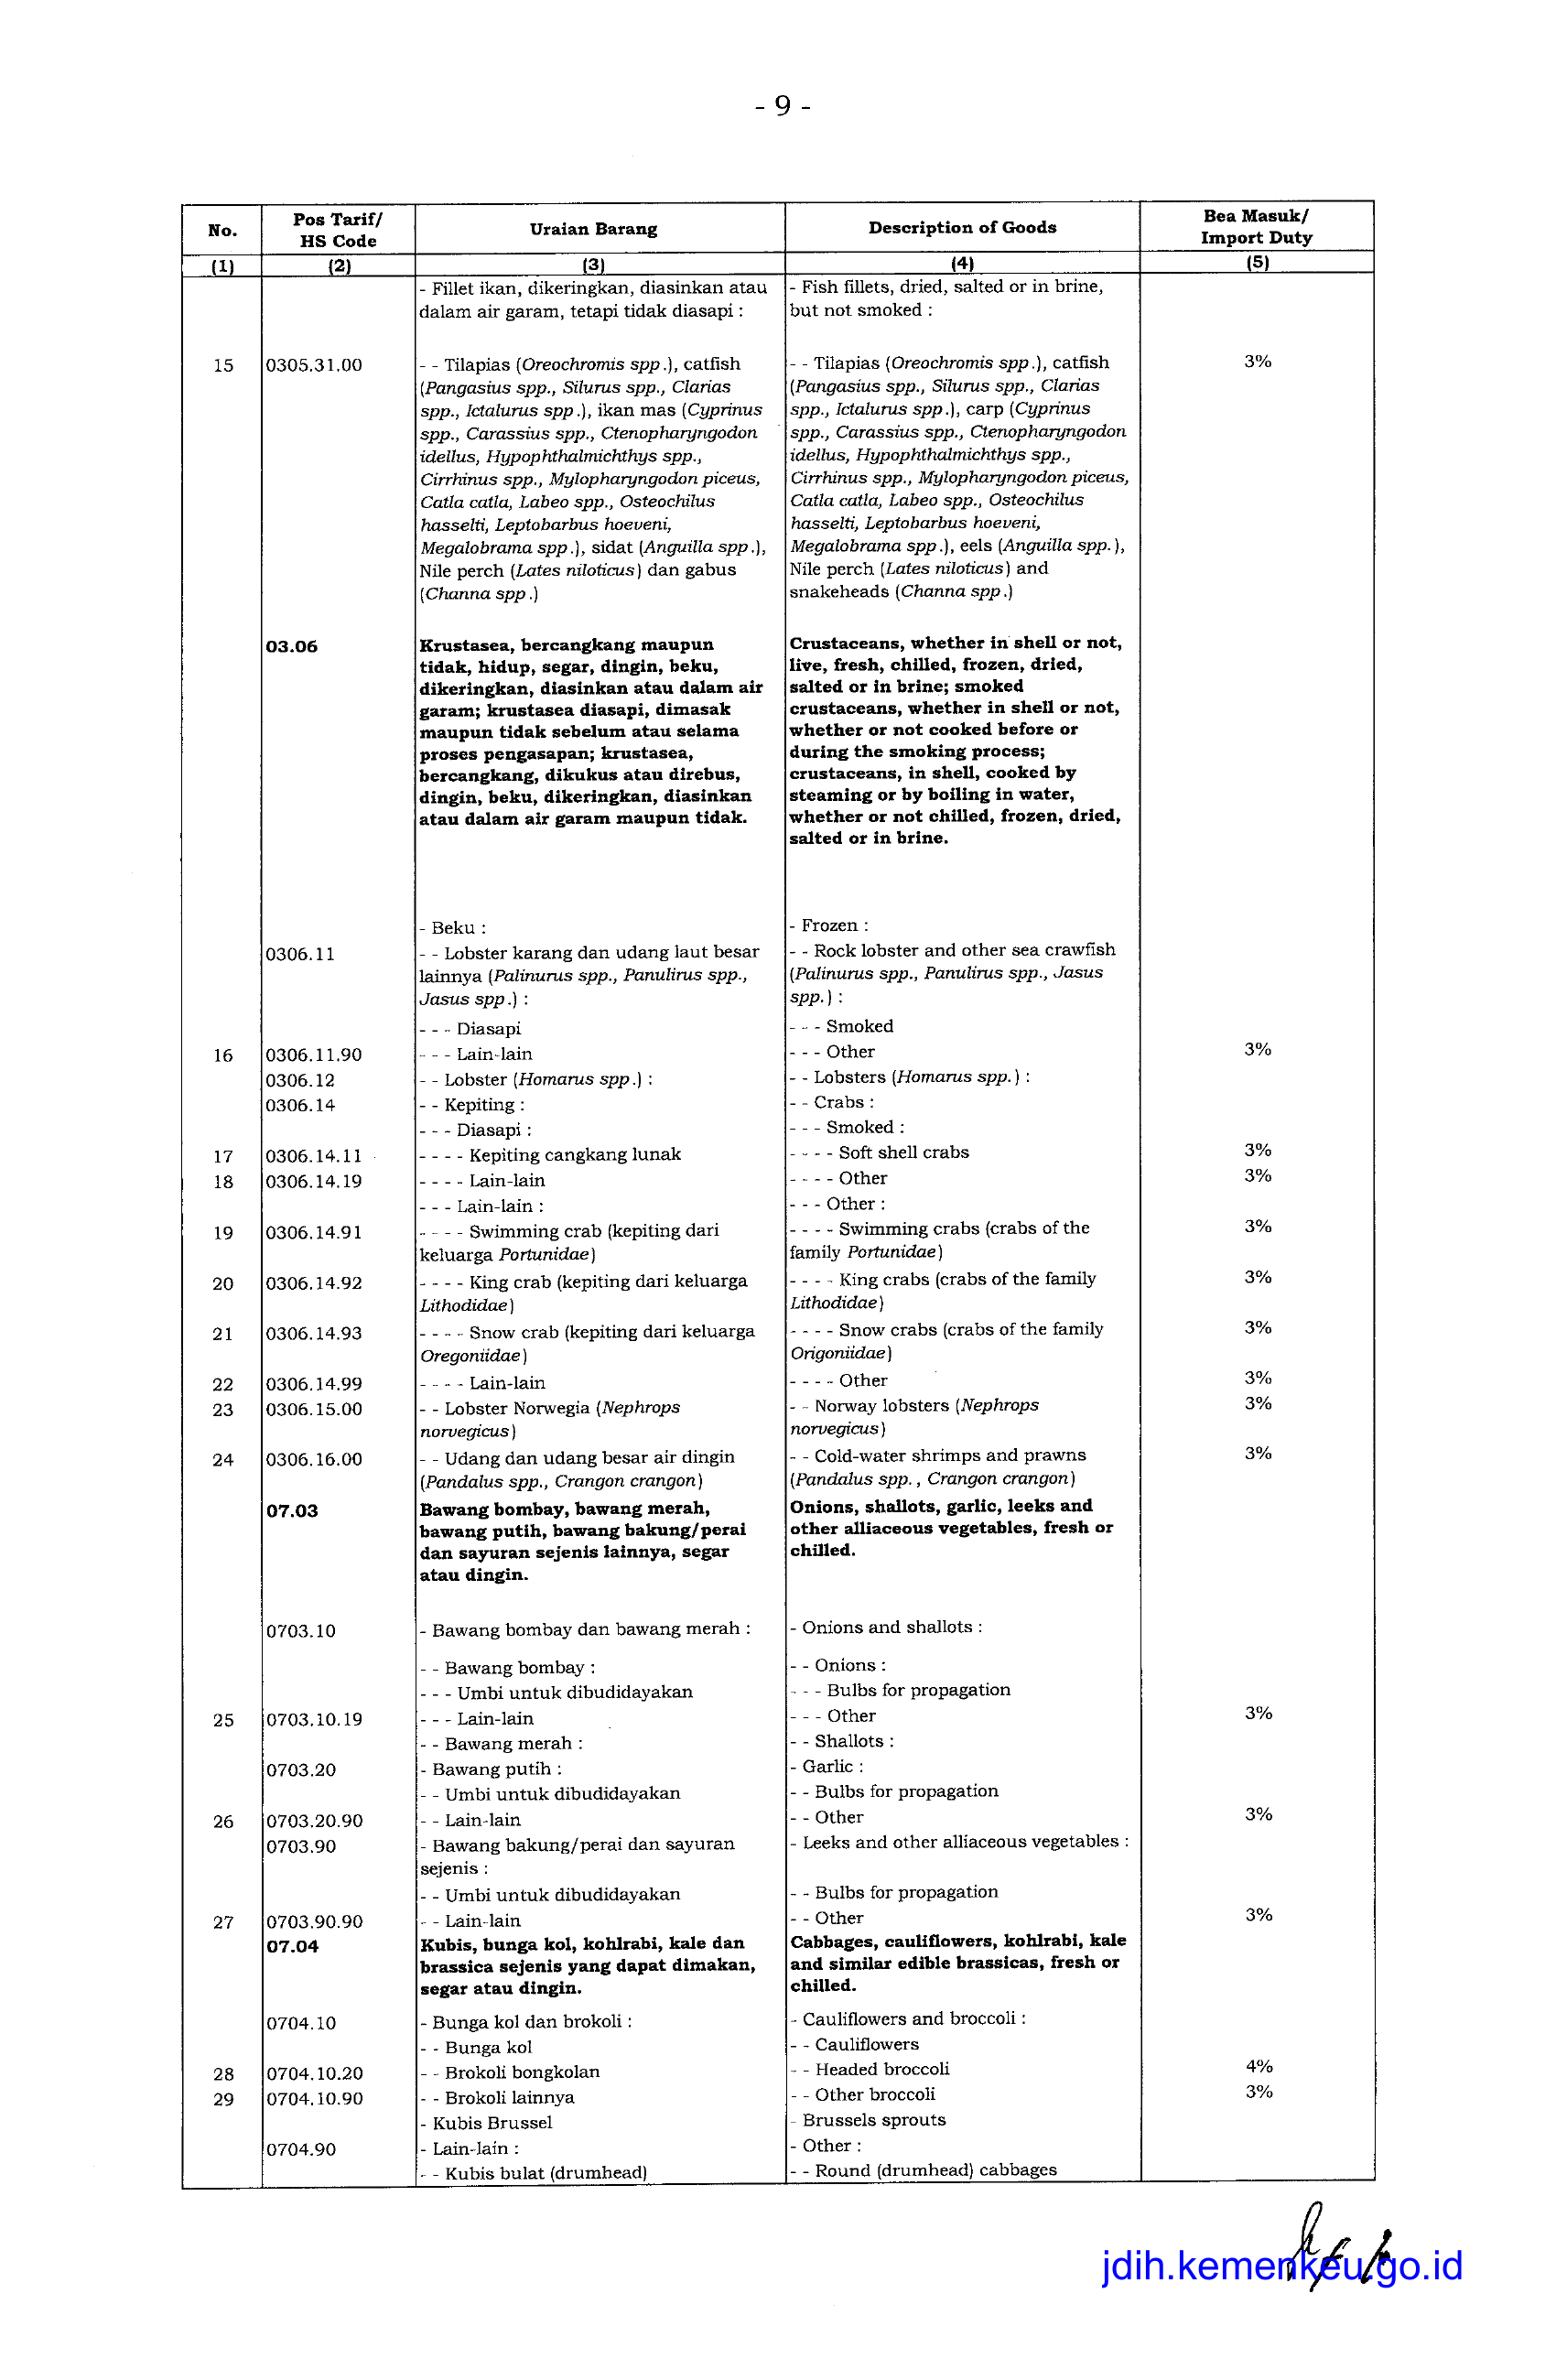 - 9 -
No.
Pos Tarif/
HS Code
Uraian Barang
Description of Goods
Bea Masuk/
Import Duty
(1) (2) (3) (4) (5)
- Fillet ikan, dikeringkan, diasinkan atau
dalam air garam, tetapi tidak diasapi :
- Fish fillets, dried, salted or in brine,
but not smoked :
15 0305.31.00
- - Tilapias (Oreochromis spp.), catfish
(Pangasius spp., Silurus spp., Clarias
spp., Ictalurus spp.), ikan mas (Cyprinus
spp., Carassius spp., Ctenopharyngodon
idellus, Hypophthalmichthys spp.,
Cirrhinus spp., Mylopharyngodon piceus,
Catla catla, Labeo spp., Osteochilus
hasselti, Leptobarbus hoeveni,
Megalobrama spp.), sidat (Anguilla spp.),
Nile perch (Lates niloticus) dan gabus
(Channa spp.)
- - Tilapias (Oreochromis spp.), catfish
(Pangasius spp., Silurus spp., Clarias
spp., Ictalurus spp.), carp (Cyprinus
spp., Carassius spp., Ctenopharyngodon
idellus, Hypophthalmichthys spp.,
Cirrhinus spp., Mylopharyngodon piceus,
Catla catla, Labeo spp., Osteochilus
hasselti, Leptobarbus hoeveni,
Megalobrama spp.), eels (Anguilla spp.),
Nile perch (Lates niloticus) and
snakeheads (Channa spp.)
3%
03.06
Krustasea, bercangkang maupun
tidak, hidup, segar, dingin, beku,
dikeringkan, diasinkan atau dalam air
garam; krustasea diasapi, dimasak
maupun tidak sebelum atau selama
proses pengasapan; krustasea,
bercangkang, dikukus atau direbus,
dingin, beku, dikeringkan, diasinkan
atau dalam air garam maupun tidak.
Crustaceans, whether in shell or not,
live, fresh, chilled, frozen, dried,
salted or in brine; smoked
crustaceans, whether in shell or not,
whether or not cooked before or
during the smoking process;
crustaceans, in shell, cooked by
steaming or by boiling in water,
whether or not chilled, frozen, dried,
salted or in brine.
- Beku :
- Frozen :
0306.11
- - Lobster karang dan udang laut besar
lainnya (Palinurus spp., Panulirus spp.,
Jasus spp.) :
- - Rock lobster and other sea crawfish
(Palinurus spp., Panulirus spp., Jasus
spp.) :
- - - Diasapi
- - - Smoked
16 0306.11.90 - - - Lain-lain - - - Other 3%
0306.12 - - Lobster (Homarus spp.) : - - Lobsters (Homarus spp.) :
0306.14 - - Kepiting : - - Crabs :
- - - Diasapi : - - - Smoked :
17 0306.14.11 - - - - Kepiting cangkang lunak - - - - Soft shell crabs 3%
18 0306.14.19 - - - - Lain-lain - - - - Other 3%
- - - Lain-lain : - - - Other :
19 0306.14.91
- - - - Swimming crab (kepiting dari
keluarga Portunidae)
- - - - Swimming crabs (crabs of the
family Portunidae)
3%
20 0306.14.92
- - - - King crab (kepiting dari keluarga
Lithodidae)
- - - - King crabs (crabs of the family
Lithodidae)
3%
21 0306.14.93
- - - - Snow crab (kepiting dari keluarga
Oregoniidae)
- - - - Snow crabs (crabs of the family
Origoniidae)
3%
22 0306.14.99 - - - - Lain-lain - - - - Other 3%
23 0306.15.00
- - Lobster Norwegia (Nephrops
norvegicus)
- - Norway lobsters (Nephrops
norvegicus)
3%
24 0306.16.00
- - Udang dan udang besar air dingin
(Pandalus spp., Crangon crangon)
- - Cold-water shrimps and prawns
(Pandalus spp. , Crangon crangon)
3%
07.03
Bawang bombay, bawang merah,
bawang putih, bawang bakung/perai
dan sayuran sejenis lainnya, segar
atau dingin.
Onions, shallots, garlic, leeks and
other alliaceous vegetables, fresh or
chilled.
0703.10 - Bawang bombay dan bawang merah : - Onions and shallots :
- - Bawang bombay : - - Onions :
- - - Umbi untuk dibudidayakan - - - Bulbs for propagation
25 0703.10.19 - - - Lain-lain - - - Other 3%
- - Bawang merah : - - Shallots :
0703.20 - Bawang putih : - Garlic :
- - Umbi untuk dibudidayakan - - Bulbs for propagation
26 0703.20.90 - - Lain-lain - - Other 3%
0703.90
- Bawang bakung/perai dan sayuran
sejenis :
- Leeks and other alliaceous vegetables :
- - Umbi untuk dibudidayakan - - Bulbs for propagation
27 0703.90.90 - - Lain-lain - - Other 3%
07.04
Kubis, bunga kol, kohlrabi, kale dan
brassica sejenis yang dapat dimakan,
segar atau dingin.
Cabbages, cauliflowers, kohlrabi, kale
and similar edible brassicas, fresh or
chilled.
0704.10 - Bunga kol dan brokoli : - Cauliflowers and broccoli :
- - Bunga kol - - Cauliflowers
28 0704.10.20 - - Brokoli bongkolan - - Headed broccoli 4%
29 0704.10.90 - - Brokoli lainnya - - Other broccoli 3%
- Kubis Brussel - Brussels sprouts
0704.90 - Lain-lain : - Other :
- - Kubis bulat (drumhead) - - Round (drumhead) cabbages
jdih.kemenkeu.go.id